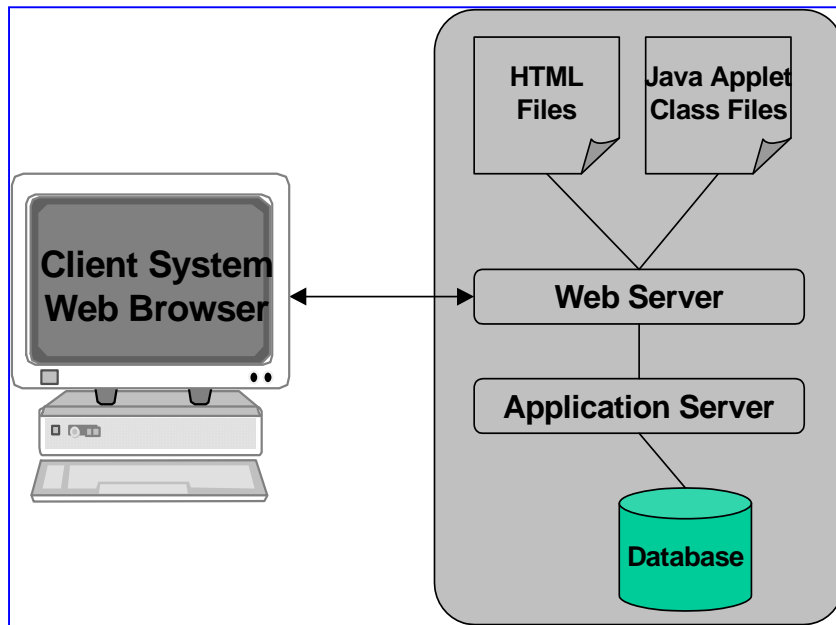 HTML
Files
Java Applet
Class Files
Client System
Web Browser
Web Server
Application Server
Database